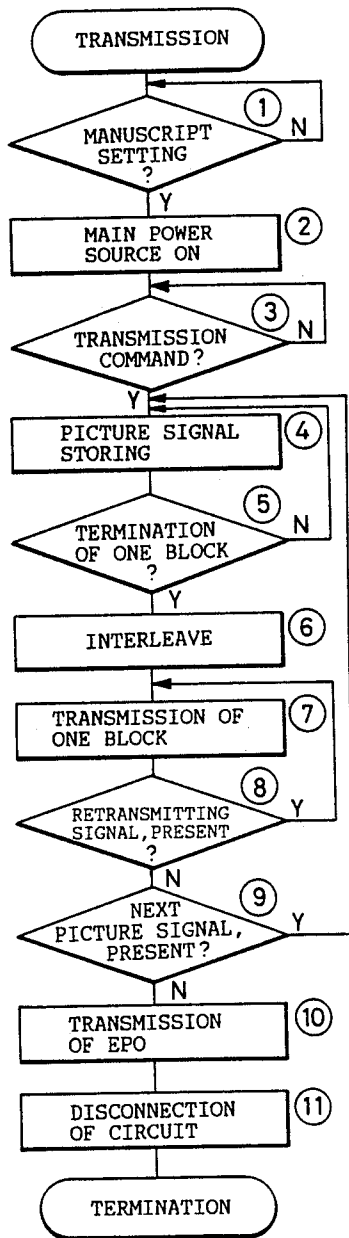 TRANSMISSION
1
MANUSCRIPT
SETTING
?
N
Y
2
MAIN POWER
SOURCE ON
3
TRANSMISSION
COMMAND?
N
Y
4
PICTURE SIGNAL
STORING
5
TERMINATION
OF ONE BLOCK
?
N
Y
6
INTERLEAVE
7
TRANSMISSION OF
ONE BLOCK
8
RETRANSMITTING
SIGNAL, PRESENT
?
Y
N
9
NEXT
PICTURE SIGNAL,
PRESENT?
Y
N
10
TRANSMISSION
OF EPO
11
DISCONNECTION
OF CIRCUIT
TERMINATION